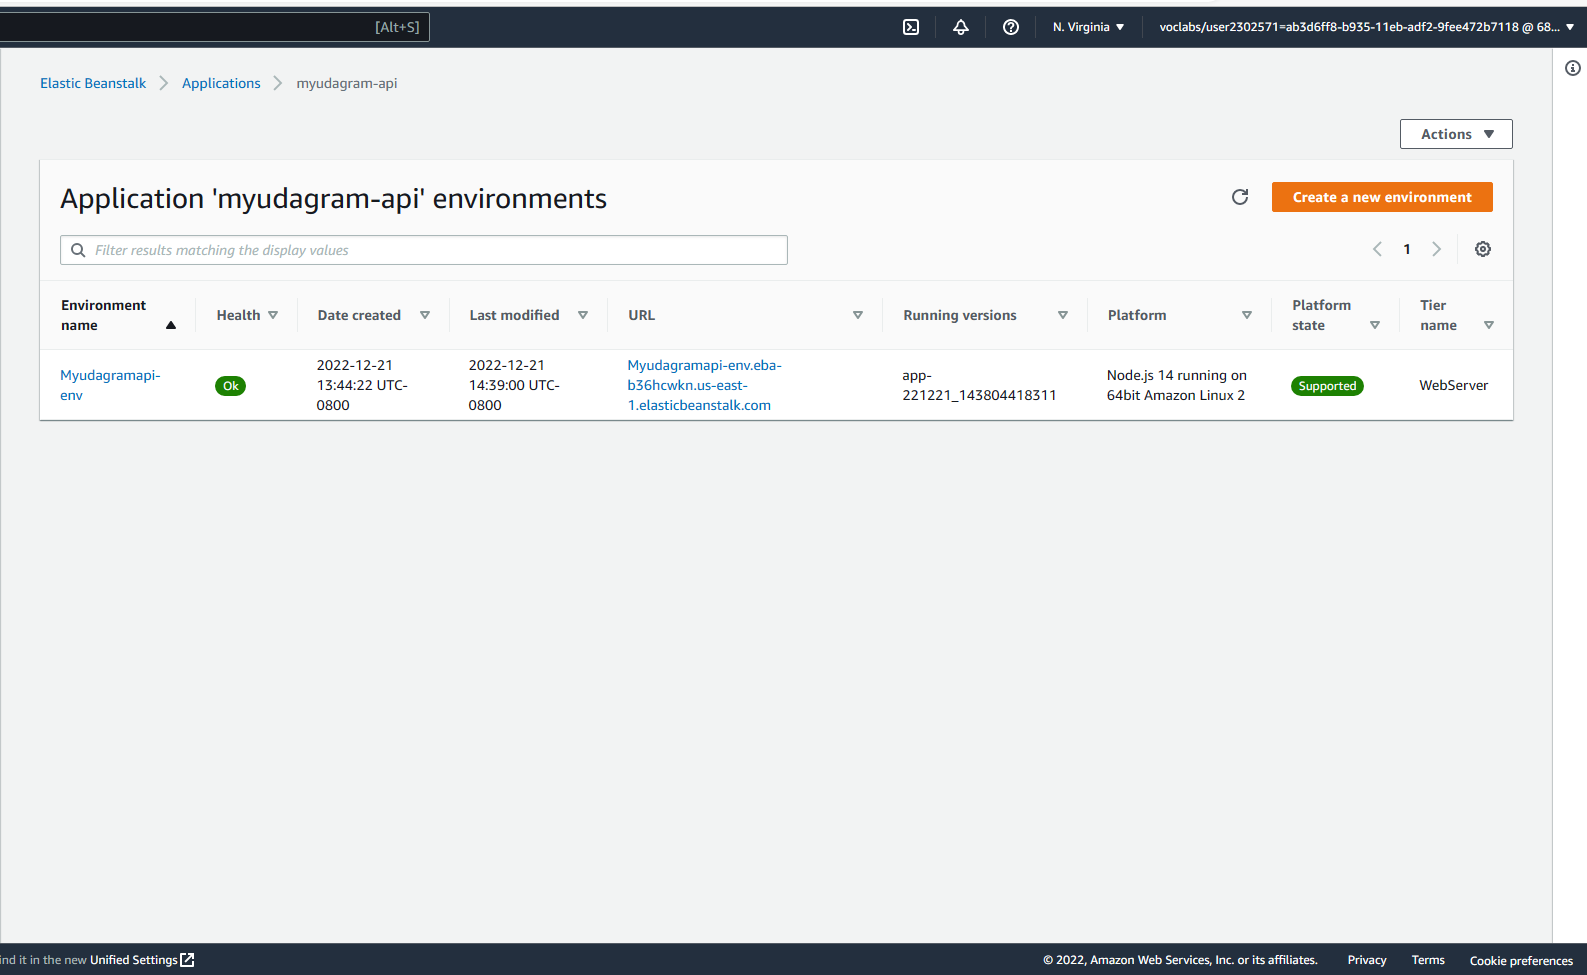 [Alt+S]
N. Virginia
voclabs/user2302571=ab3d6ff8-b935-11eb-adf2-9fee472b7118 @ 68...
Elastic Beanstalk
Applications
myudagram-api
Actions
Application 'myudagram-api' environments
Create a new environment
Filter results matching the display values
1
Environment
name
Health
Date created
Last modified
URL
Running versions
Platform
Platform
state
Tier
name
Myudagramapi-
env
Ok
2022-12-21
13:44:22 UTC-
0800
2022-12-21
14:39:00 UTC-
0800
Myudagramapi-env.eba-
b36hcwkn.us-east-
1.elasticbeanstalk.com
app-
221221_143804418311
Node.js 14 running on
64bit Amazon Linux 2
Supported
WebServer
ind it in the new Unified Settings
© 2022, Amazon Web Services, Inc. or its affiliates.
Privacy
Terms
Cookie preferences